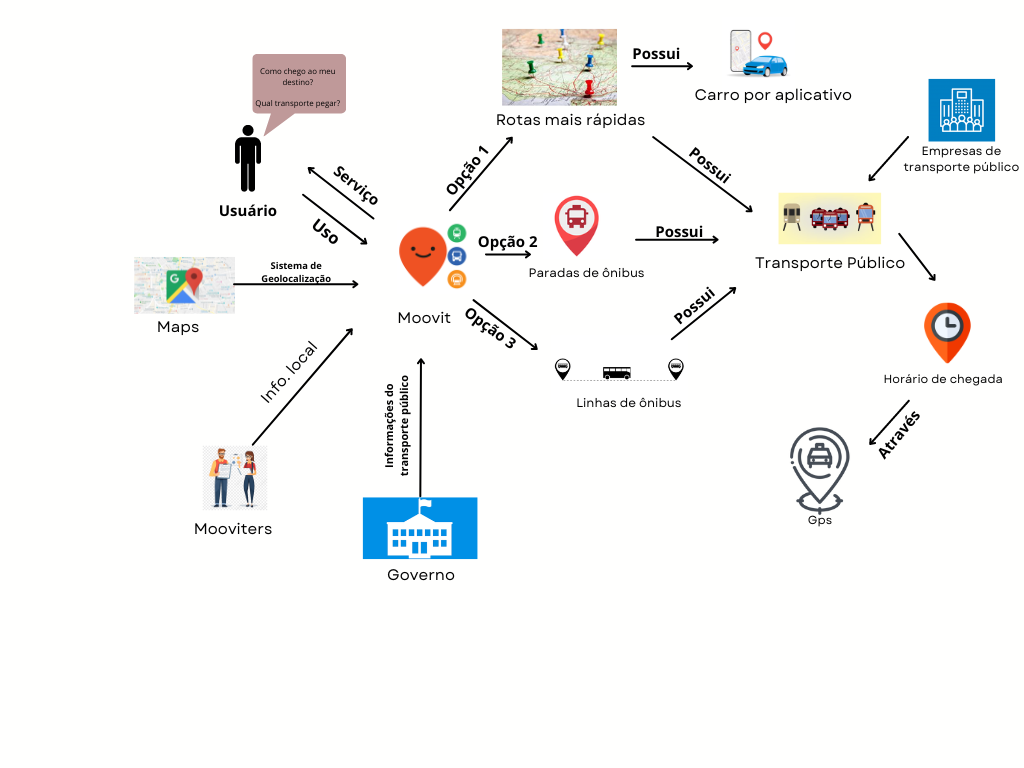 Como chego ao meu
destino?
Qual transporte pegar?
Usuário
Serviço
Uso
Sistema de
Geolocalização
Maps
G
Info. local
Mooviters
Informações do
transporte público
Governo
Moovit
Opção 1
Opção 2
Opção 3
Rotas mais rápidas
Possui
Carro por aplicativo
Possui
Empresas de
transporte público
Paradas de ônibus
Possui
Transporte Público
Possui
Linhas de ônibus
Horário de chegada
Através
Gps